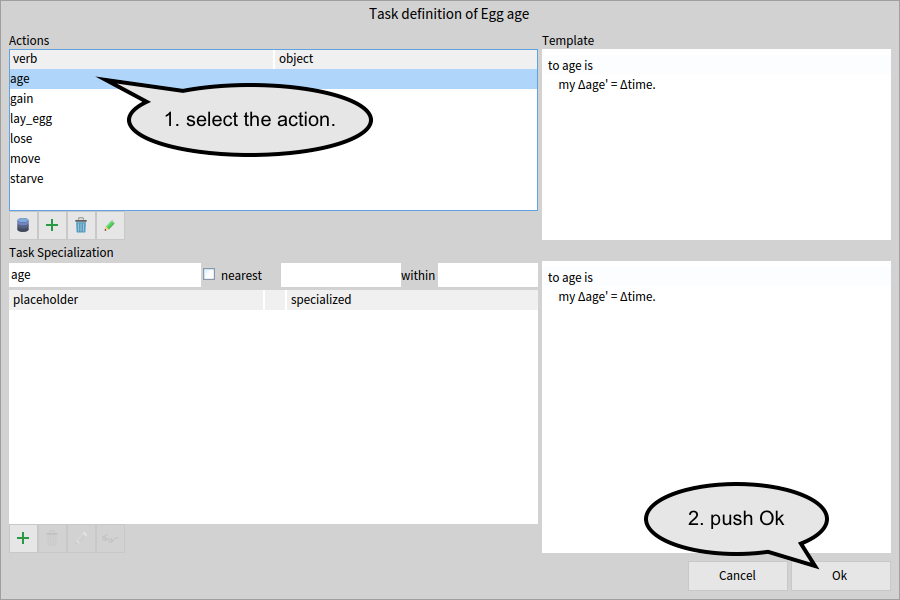 Task definition of Egg age
Actions
verb object
age
gain
lay_egg
lose
move
starve
1. select the action.
Template
to age is
my Δage' = Δtime.
Task Specialization
age nearest within
placeholder specialized
to age is
my Δage' = Δtime.
2. push Ok
Cancel Ok